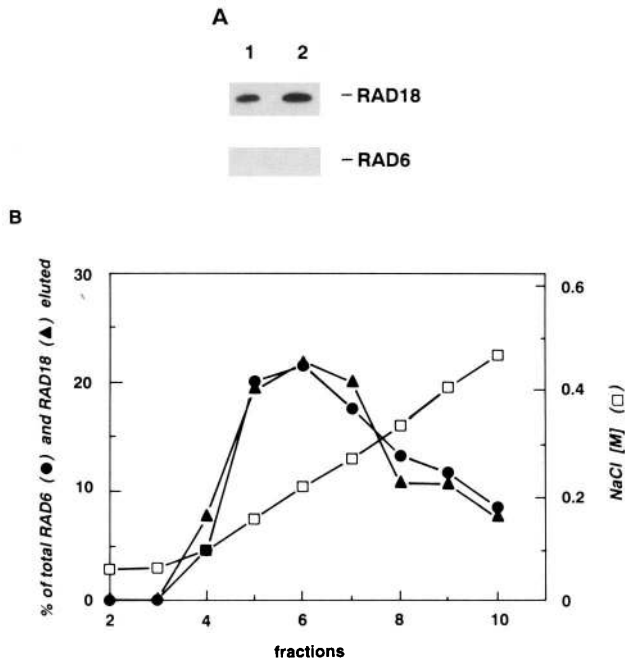 A
1 2
– RAD18
– RAD6
B
% of total RAD6 (●) and RAD18 (▲) eluted
30
20
10
0
0.6
0.4
0.2
0
NaCl [M] (□)
2 4 6 8 10
fractions